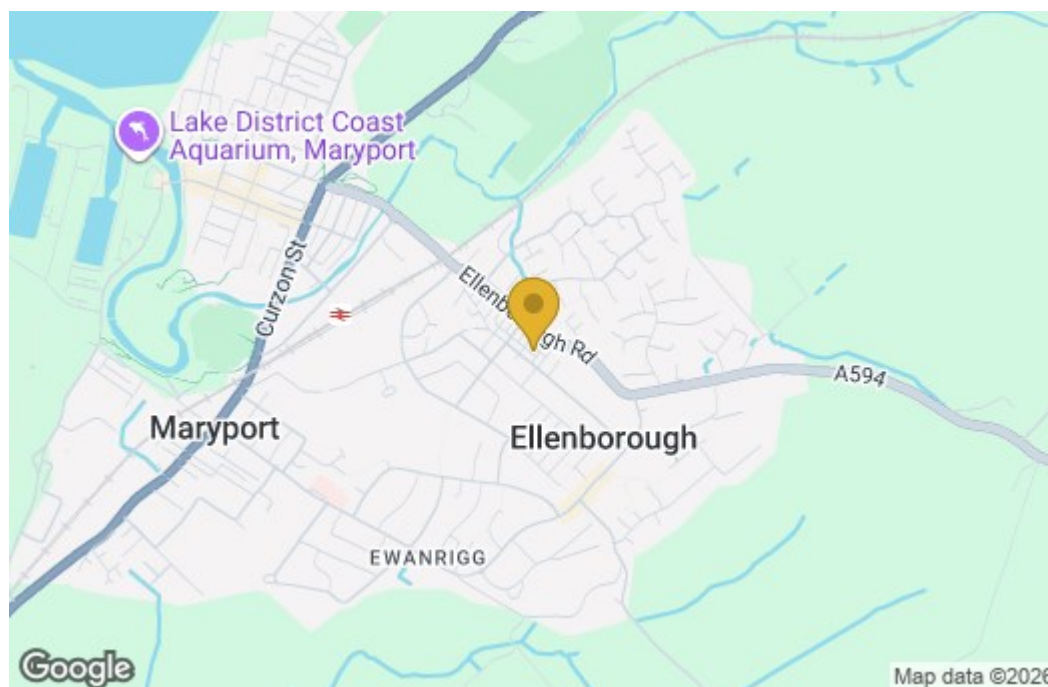 Lake District Coast
Aquarium, Maryport
Curzon St
Ellenborough Rd
A594
Maryport
Ellenborough
EWANRIGG
Google
Map data ©2026